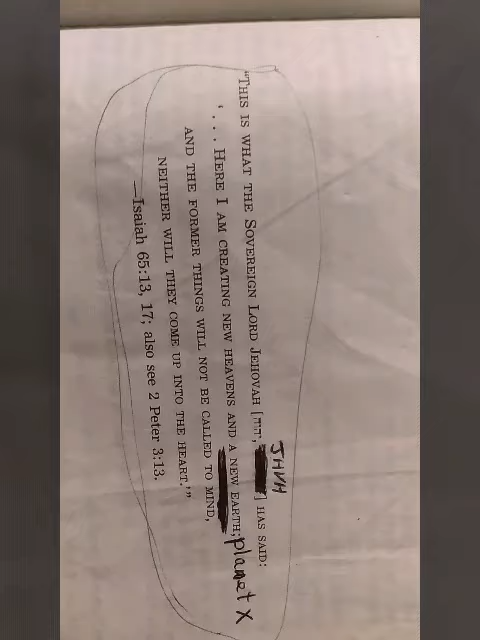 "THIS IS WHAT THE SOVEREIGN LORD JEHOVAH [יהוה, JHVH] HAS SAID:
'. . . HERE I AM CREATING NEW HEAVENS AND A NEW EARTH; planet X
AND THE FORMER THINGS WILL NOT BE CALLED TO MIND,
NEITHER WILL THEY COME UP INTO THE HEART.'"
—Isaiah 65:13, 17; also see 2 Peter 3:13.